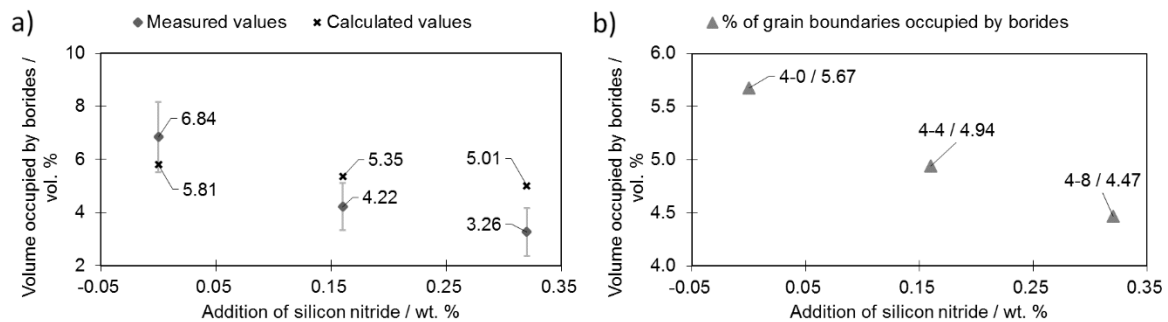 a)
Measured values
Calculated values
Volume occupied by borides /
vol. %
10
8
6
4
2
6.84
5.81
5.35
4.22
5.01
3.26
-0.05
0.05
0.15
0.25
0.35
Addition of silicon nitride / wt. %
b)
% of grain boundaries occupied by borides
Volume occupied by borides /
vol. %
6.0
5.5
5.0
4.5
4.0
4-0 / 5.67
4-4 / 4.94
4-8 / 4.47
-0.05
0.05
0.15
0.25
0.35
Addition of silicon nitride / wt. %